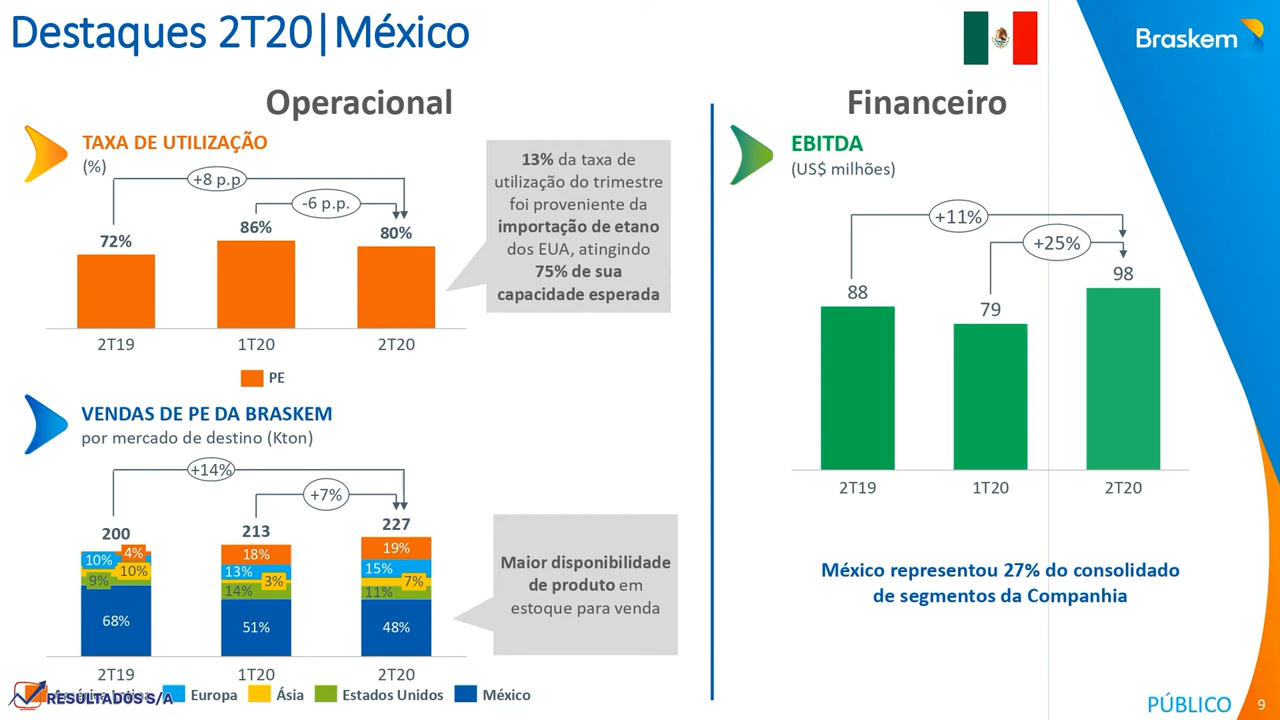 Destaques 2T20|México
Braskem
Operacional
TAXA DE UTILIZAÇÃO
(%)
+8 p.p
-6 p.p.
72%
86%
80%
2T19
1T20
2T20
PE
13% da taxa de
utilização do trimestre
foi proveniente da
importação de etano
dos EUA, atingindo
75% de sua
capacidade esperada
VENDAS DE PE DA BRASKEM
por mercado de destino (Kton)
+14%
+7%
200
213
227
4%
10%
10%
9%
68%
18%
13%
3%
14%
51%
19%
15%
7%
11%
48%
2T19
1T20
2T20
Europa
Ásia
Estados Unidos
México
RESULTADOS S/A
Maior disponibilidade
de produto em
estoque para venda
Financeiro
EBITDA
(US$ milhões)
+11%
+25%
88
79
98
2T19
1T20
2T20
México representou 27% do consolidado
de segmentos da Companhia
PÚBLICO
9